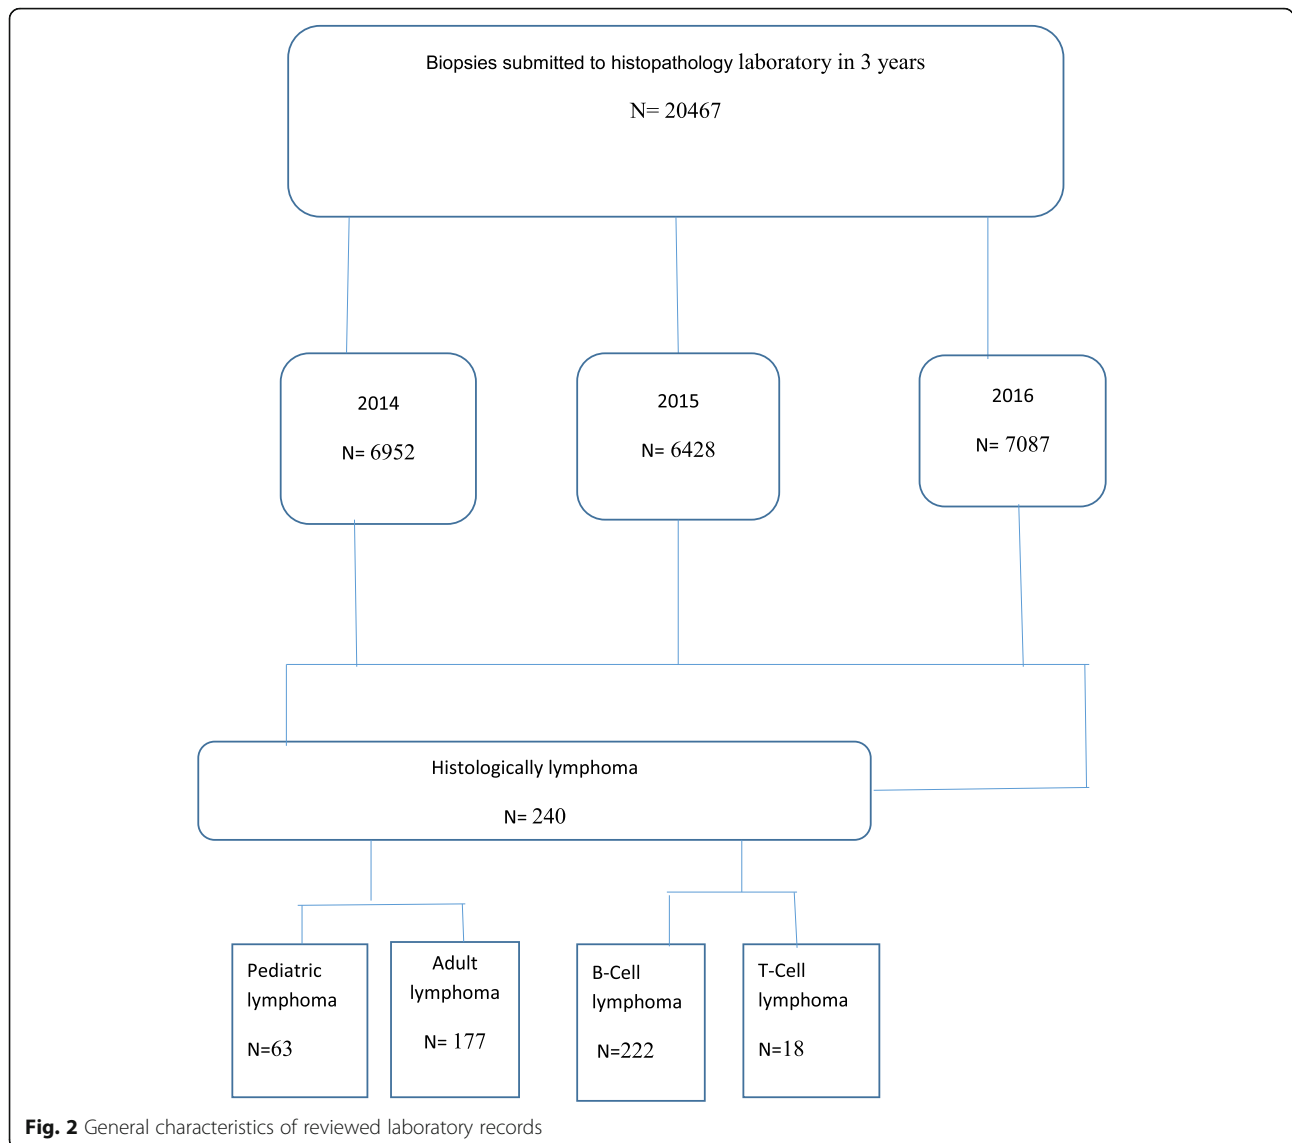 Biopsies submitted to histopathology laboratory in 3 years
N= 20467
2014
N= 6952
2015
N= 6428
2016
N= 7087
Histologically lymphoma
N= 240
Pediatric
lymphoma
N=63
Adult
lymphoma
N= 177
B-Cell
lymphoma
N=222
T-Cell
lymphoma
N=18
Fig. 2 General characteristics of reviewed laboratory records